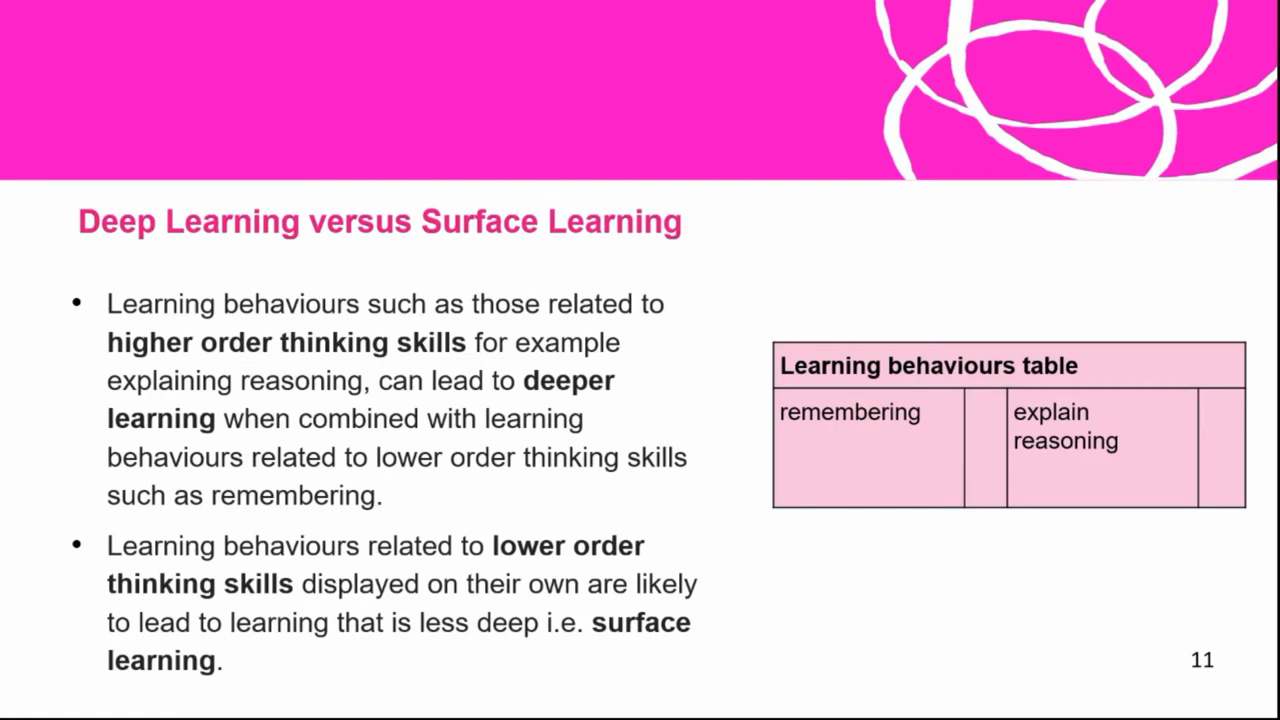 Deep Learning versus Surface Learning
• Learning behaviours such as those related to
higher order thinking skills for example
explaining reasoning, can lead to deeper
learning when combined with learning
behaviours related to lower order thinking skills
such as remembering.
• Learning behaviours related to lower order
thinking skills displayed on their own are likely
to lead to learning that is less deep i.e. surface
learning.
Learning behaviours table
remembering
explain
reasoning
11